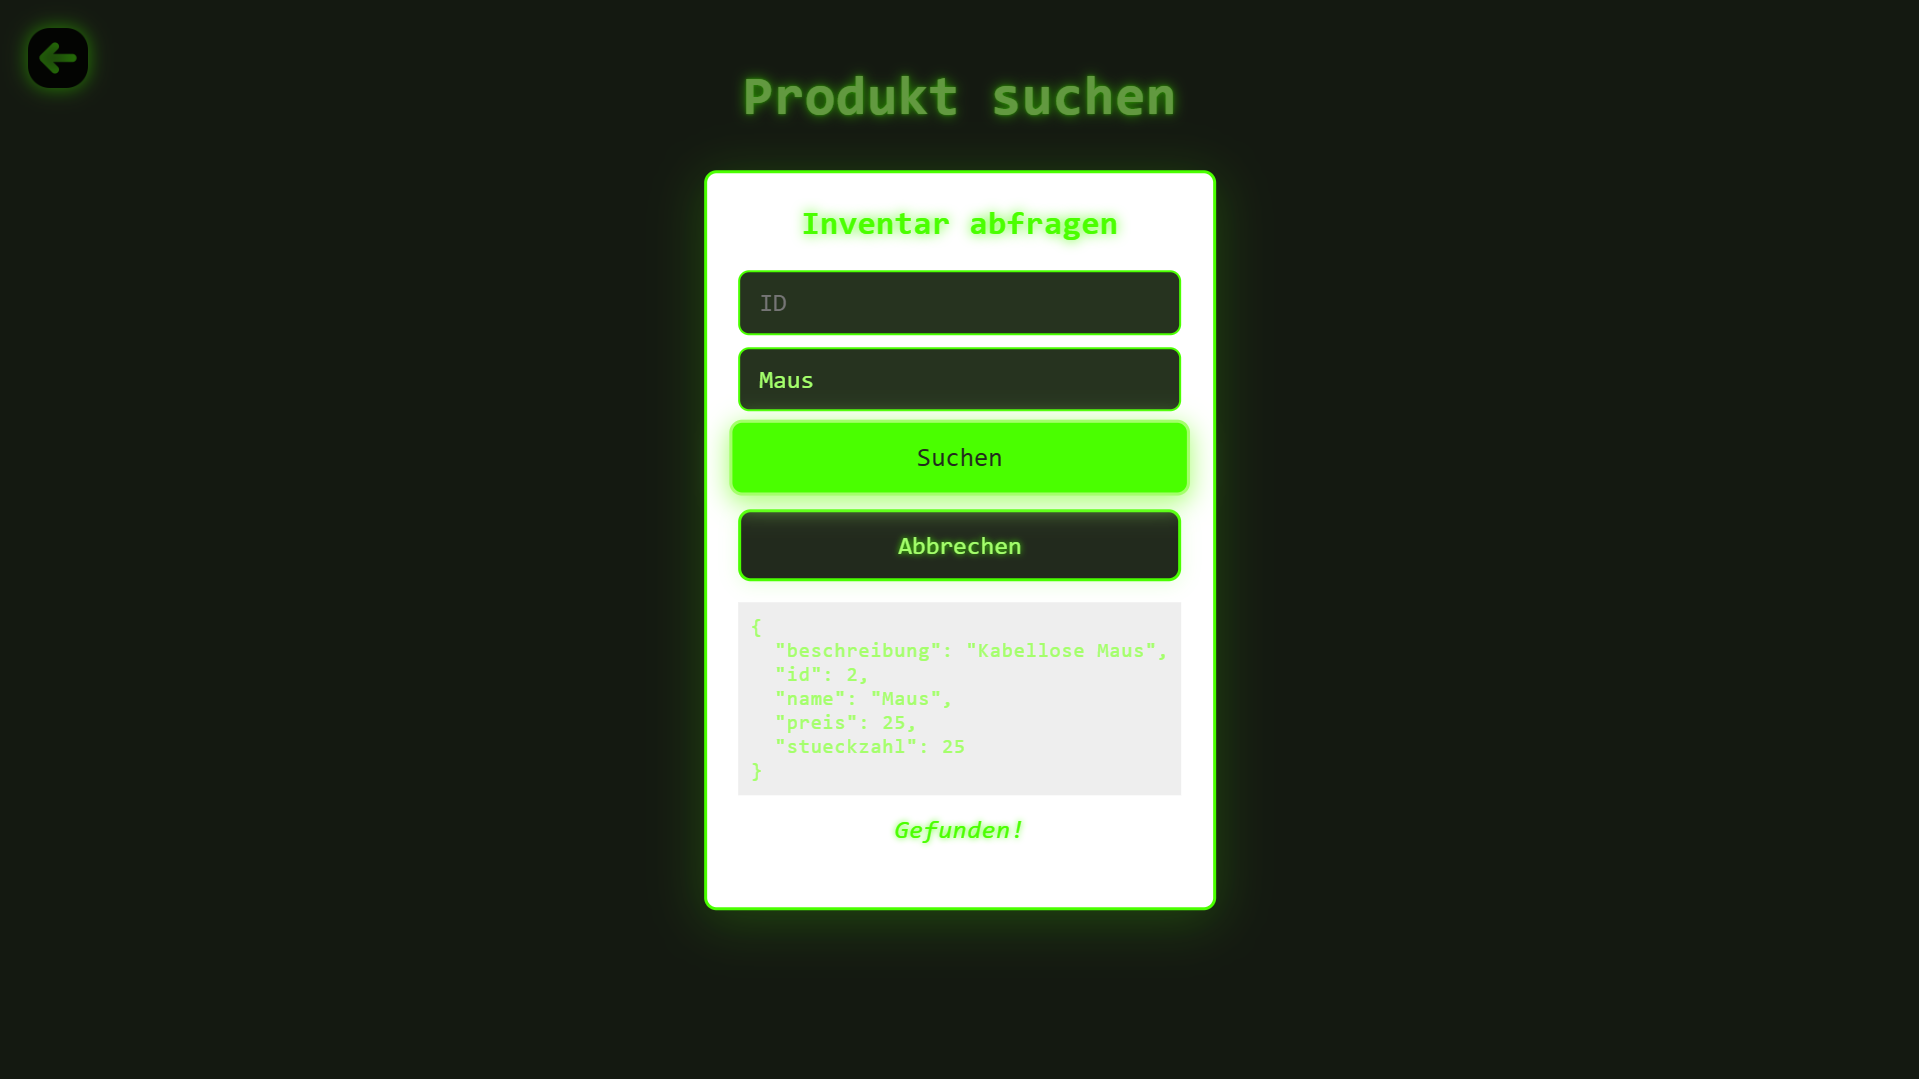 Produkt suchen
Inventar abfragen
ID
Maus
Suchen
Abbrechen
{
  "beschreibung": "Kabellose Maus",
  "id": 2,
  "name": "Maus",
  "preis": 25,
  "stueckzahl": 25
}
Gefunden!